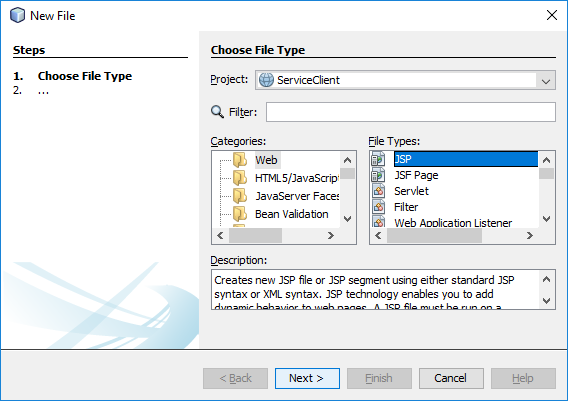 New File
Steps
1. Choose File Type
2. ...
Choose File Type
Project: ServiceClient
Filter:
Categories:
Web
HTML5/JavaScript
JavaServer Faces
Bean Validation
File Types:
JSP
JSF Page
Servlet
Filter
Web Application Listener
Description:
Creates new JSP file or JSP segment using either standard JSP
syntax or XML syntax. JSP technology enables you to add
dynamic behavior to web pages. A JSP file must be run on a
< Back
Next >
Finish
Cancel
Help